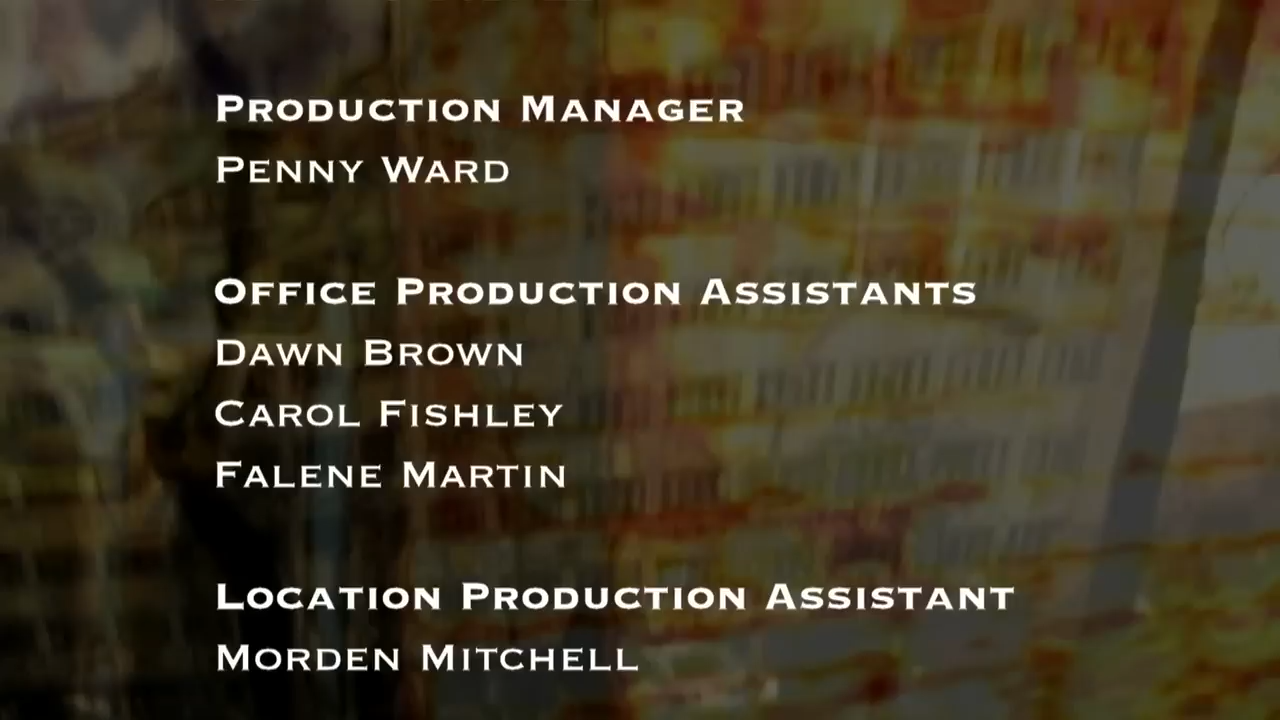 PRODUCTION MANAGER
PENNY WARD
OFFICE PRODUCTION ASSISTANTS
DAWN BROWN
CAROL FISHLEY
FALENE MARTIN
LOCATION PRODUCTION ASSISTANT
MORDEN MITCHELL